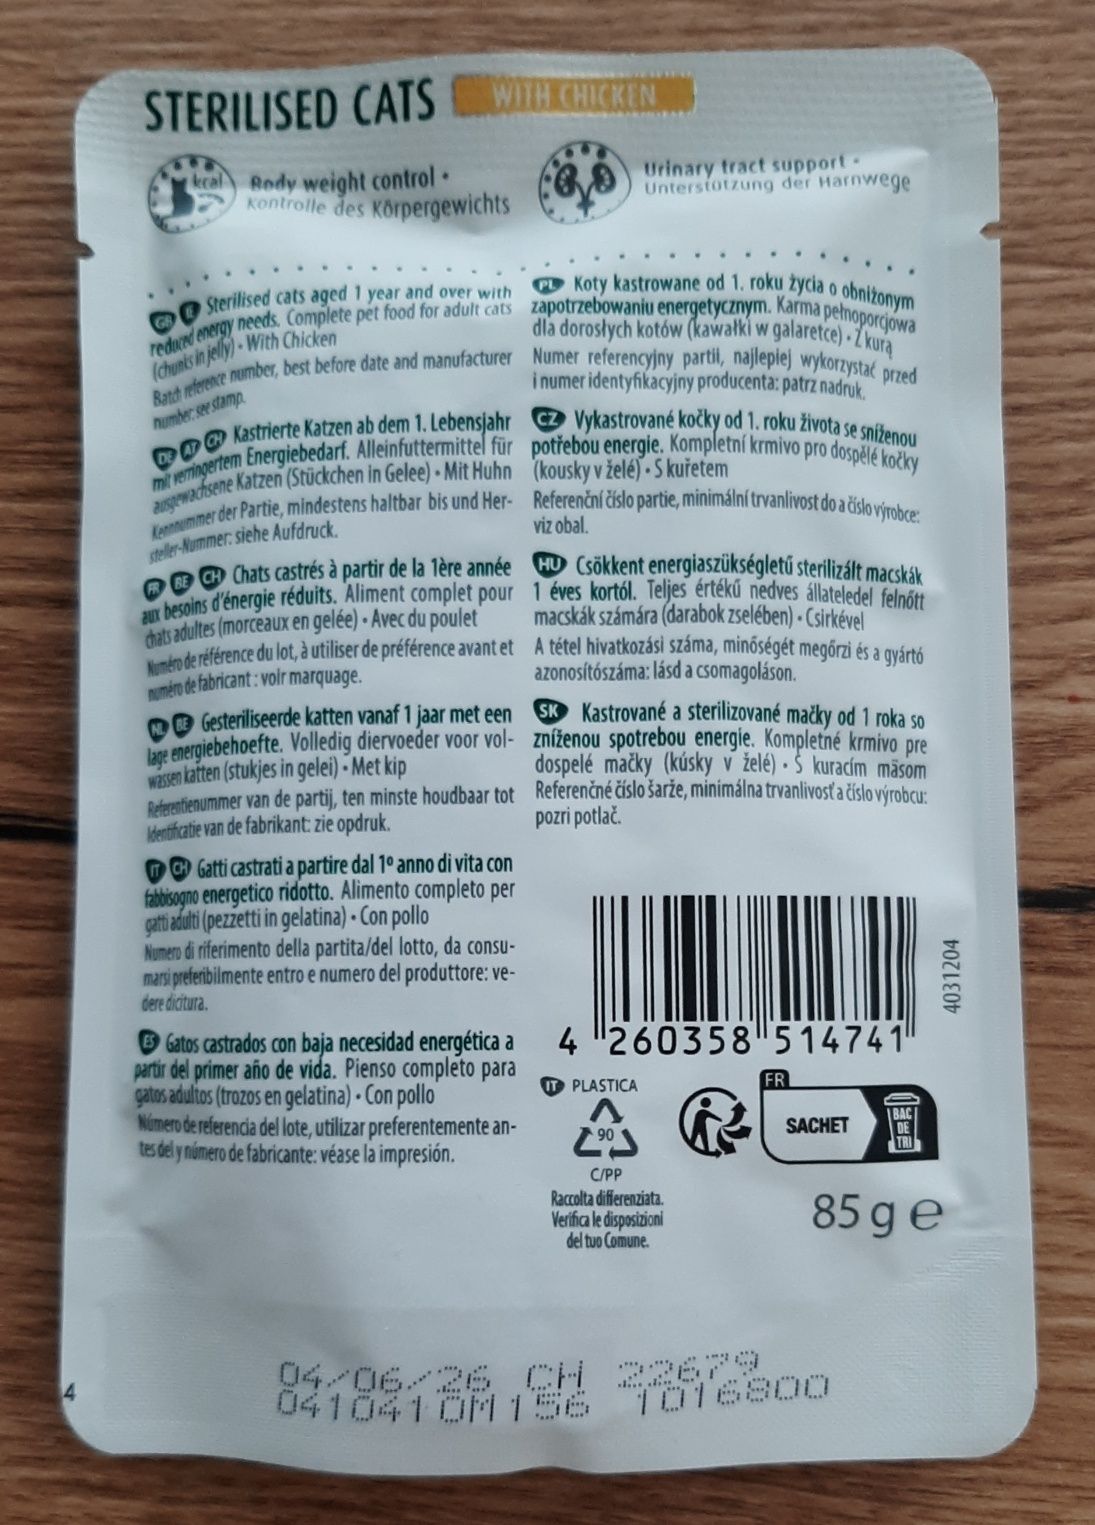 STERILISED CATS WITH CHICKEN
kcal
Body weight control •
Kontrolle des Körpergewichts
Urinary tract support •
Unterstützung der Harnwege
GB IE Sterilised cats aged 1 year and over with
reduced energy needs. Complete pet food for adult cats
(chunks in jelly) • With Chicken
Batch reference number, best before date and manufacturer
number: see stamp.
DE AT CH Kastrierte Katzen ab dem 1. Lebensjahr
mit verringertem Energiebedarf. Alleinfuttermittel für
ausgewachsene Katzen (Stückchen in Gelee) • Mit Huhn
Kennnummer der Partie, mindestens haltbar bis und Her-
steller-Nummer: siehe Aufdruck.
FR BE CH Chats castrés à partir de la 1ère année
aux besoins d'énergie réduits. Aliment complet pour
chats adultes (morceaux en gelée) • Avec du poulet
Numéro de référence du lot, à utiliser de préférence avant et
numéro de fabricant : voir marquage.
NL BE Gesteriliseerde katten vanaf 1 jaar met een
lage energiebehoefte. Volledig diervoeder voor vol-
wassen katten (stukjes in gelei) • Met kip
Referentienummer van de partij, ten minste houdbaar tot
Identificatie van de fabrikant: zie opdruk.
IT CH Gatti castrati a partire dal 1º anno di vita con
fabbisogno energetico ridotto. Alimento completo per
gatti adulti (pezzetti in gelatina) • Con pollo
Numero di riferimento della partita/del lotto, da consu-
marsi preferibilmente entro e numero del produttore: ve-
dere dicitura.
ES Gatos castrados con baja necesidad energética a
partir del primer año de vida. Pienso completo para
gatos adultos (trozos en gelatina) • Con pollo
Número de referencia del lote, utilizar preferentemente an-
tes del y número de fabricante: véase la impresión.
PL Koty kastrowane od 1. roku życia o obniżonym
zapotrzebowaniu energetycznym. Karma pełnoporcjowa
dla dorosłych kotów (kawałki w galaretce) • Z kurą
Numer referencyjny partii, najlepiej wykorzystać przed
i numer identyfikacyjny producenta: patrz nadruk.
CZ Vykastrované kočky od 1. roku života se sníženou
potřebou energie. Kompletní krmivo pro dospělé kočky
(kousky v želé) • S kuřetem
Referenční číslo partie, minimální trvanlivost do a číslo výrobce:
viz obal.
HU Csökkent energiaszükségletű sterilizált macskák
1 éves kortól. Teljes értékű nedves állateledel felnőtt
macskák számára (darabok zselében) • Csirkével
A tétel hivatkozási száma, minőségét megőrzi és a gyártó
azonosítószáma: lásd a csomagoláson.
SK Kastrované a sterilizované mačky od 1 roka so
zníženou spotrebou energie. Kompletné krmivo pre
dospelé mačky (kúsky v želé) • S kuracím mäsom
Referenčné číslo šarže, minimálna trvanlivosť a číslo výrobcu:
pozri potlač.
4 260358 514741
4031204
IT PLASTICA
90
C/PP
Raccolta differenziata.
Verifica le disposizioni
del tuo Comune.
FR
SACHET
BAC
DE
TRI
85 g e
04/06/26 CH 22679
041041OM156 1016800
4